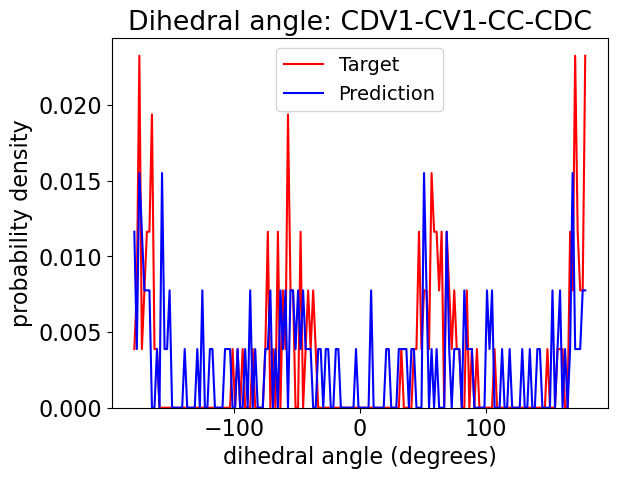 Dihedral angle: CDV1-CV1-CC-CDC
Target
Prediction
probability density
0.020
0.015
0.010
0.005
0.000
−100
0
100
dihedral angle (degrees)